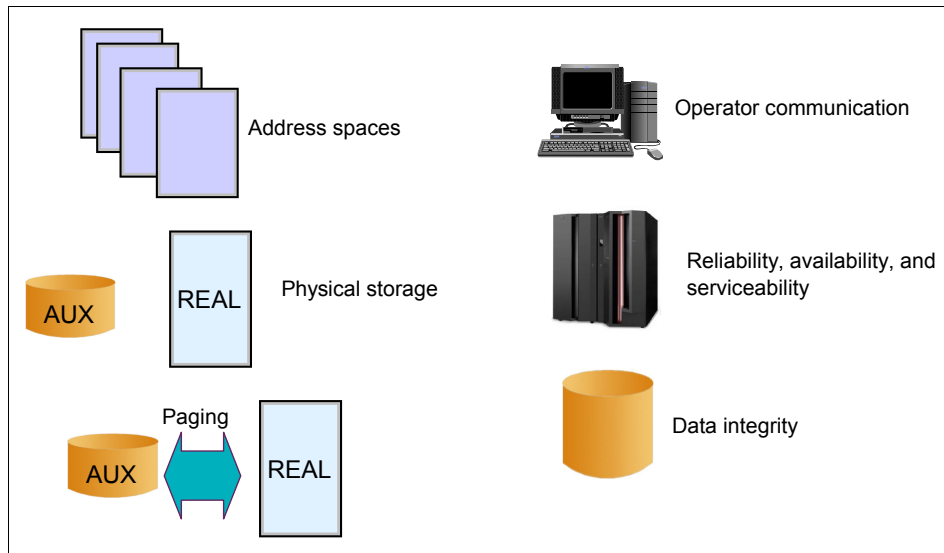 Address spaces
AUX
REAL
Physical storage
Paging
AUX
REAL
Operator communication
Reliability, availability, and
serviceability
Data integrity